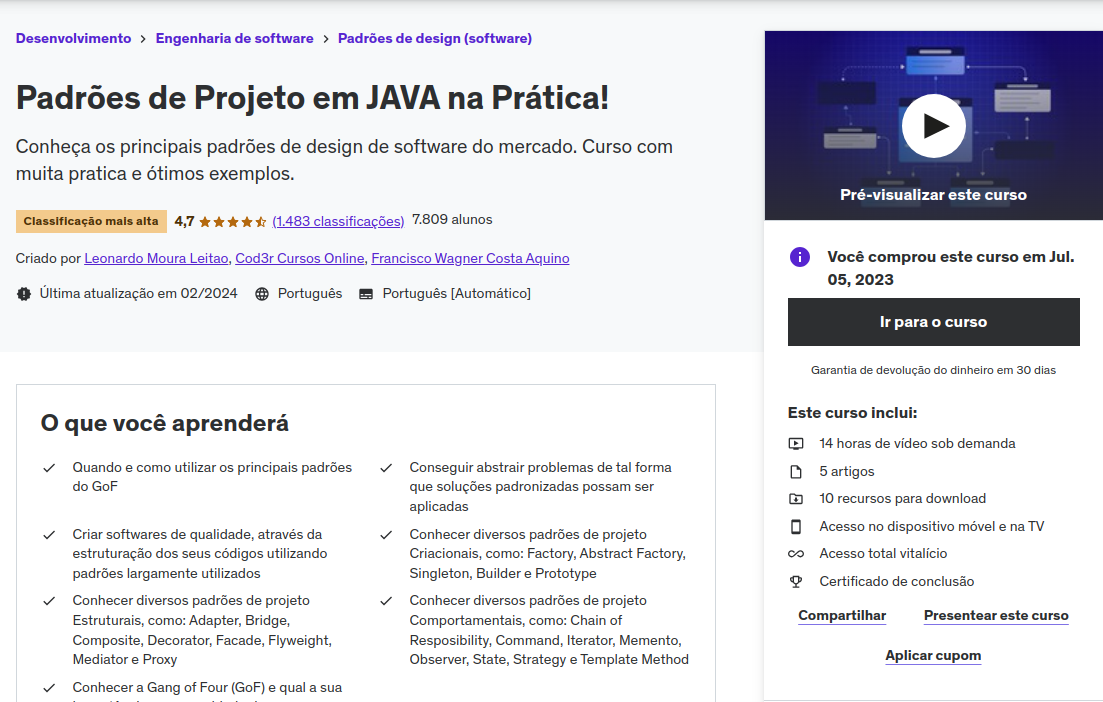 Desenvolvimento > Engenharia de software > Padrões de design (software)
Padrões de Projeto em JAVA na Prática!
Conheça os principais padrões de design de software do mercado. Curso com
muita pratica e ótimos exemplos.
Classificação mais alta 4,7 (1.483 classificações) 7.809 alunos
Criado por Leonardo Moura Leitao, Cod3r Cursos Online, Francisco Wagner Costa Aquino
Última atualização em 02/2024 Português Português [Automático]
O que você aprenderá
Quando e como utilizar os principais padrões
do GoF
Conseguir abstrair problemas de tal forma
que soluções padronizadas possam ser
aplicadas
Criar softwares de qualidade, através da
estruturação dos seus códigos utilizando
padrões largamente utilizados
Conhecer diversos padrões de projeto
Criacionais, como: Factory, Abstract Factory,
Singleton, Builder e Prototype
Conhecer diversos padrões de projeto
Estruturais, como: Adapter, Bridge,
Composite, Decorator, Facade, Flyweight,
Mediator e Proxy
Conhecer diversos padrões de projeto
Comportamentais, como: Chain of
Resposibility, Command, Iterator, Memento,
Observer, State, Strategy e Template Method
Conhecer a Gang of Four (GoF) e qual a sua
Pré-visualizar este curso
Você comprou este curso em Jul.
05, 2023
Ir para o curso
Garantia de devolução do dinheiro em 30 dias
Este curso inclui:
14 horas de vídeo sob demanda
5 artigos
10 recursos para download
Acesso no dispositivo móvel e na TV
Acesso total vitalício
Certificado de conclusão
Compartilhar Presentear este curso
Aplicar cupom